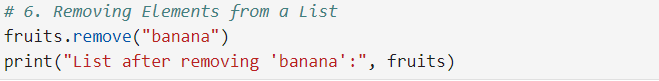 # 6. Removing Elements from a List
fruits.remove("banana")
print("List after removing 'banana':", fruits)